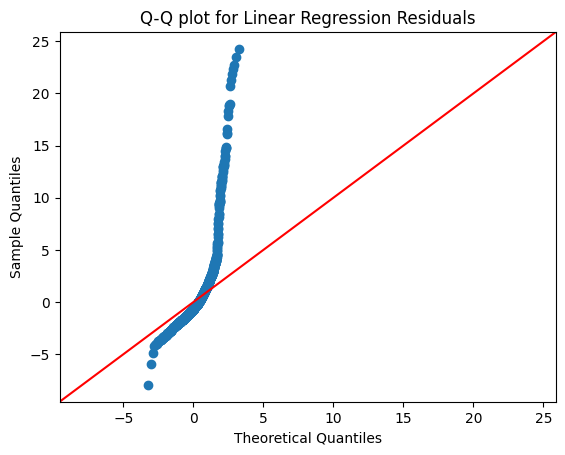 Q-Q plot for Linear Regression Residuals
25
20
15
10
5
0
−5
Sample Quantiles
−5 0 5 10 15 20 25
Theoretical Quantiles